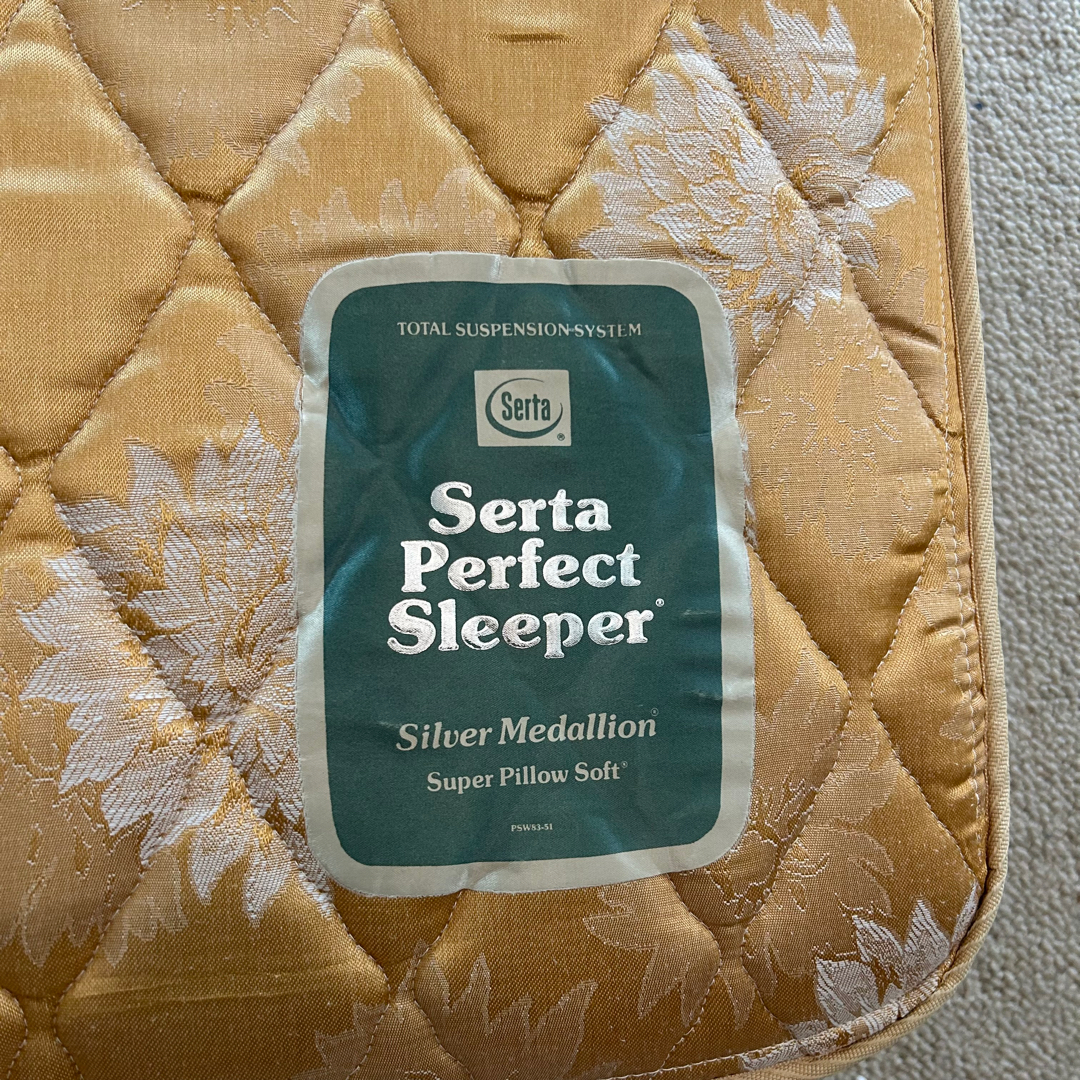 TOTAL SUSPENSION SYSTEM
Serta®
Serta
Perfect
Sleeper®
Silver Medallion®
Super Pillow Soft®
PSW83-51